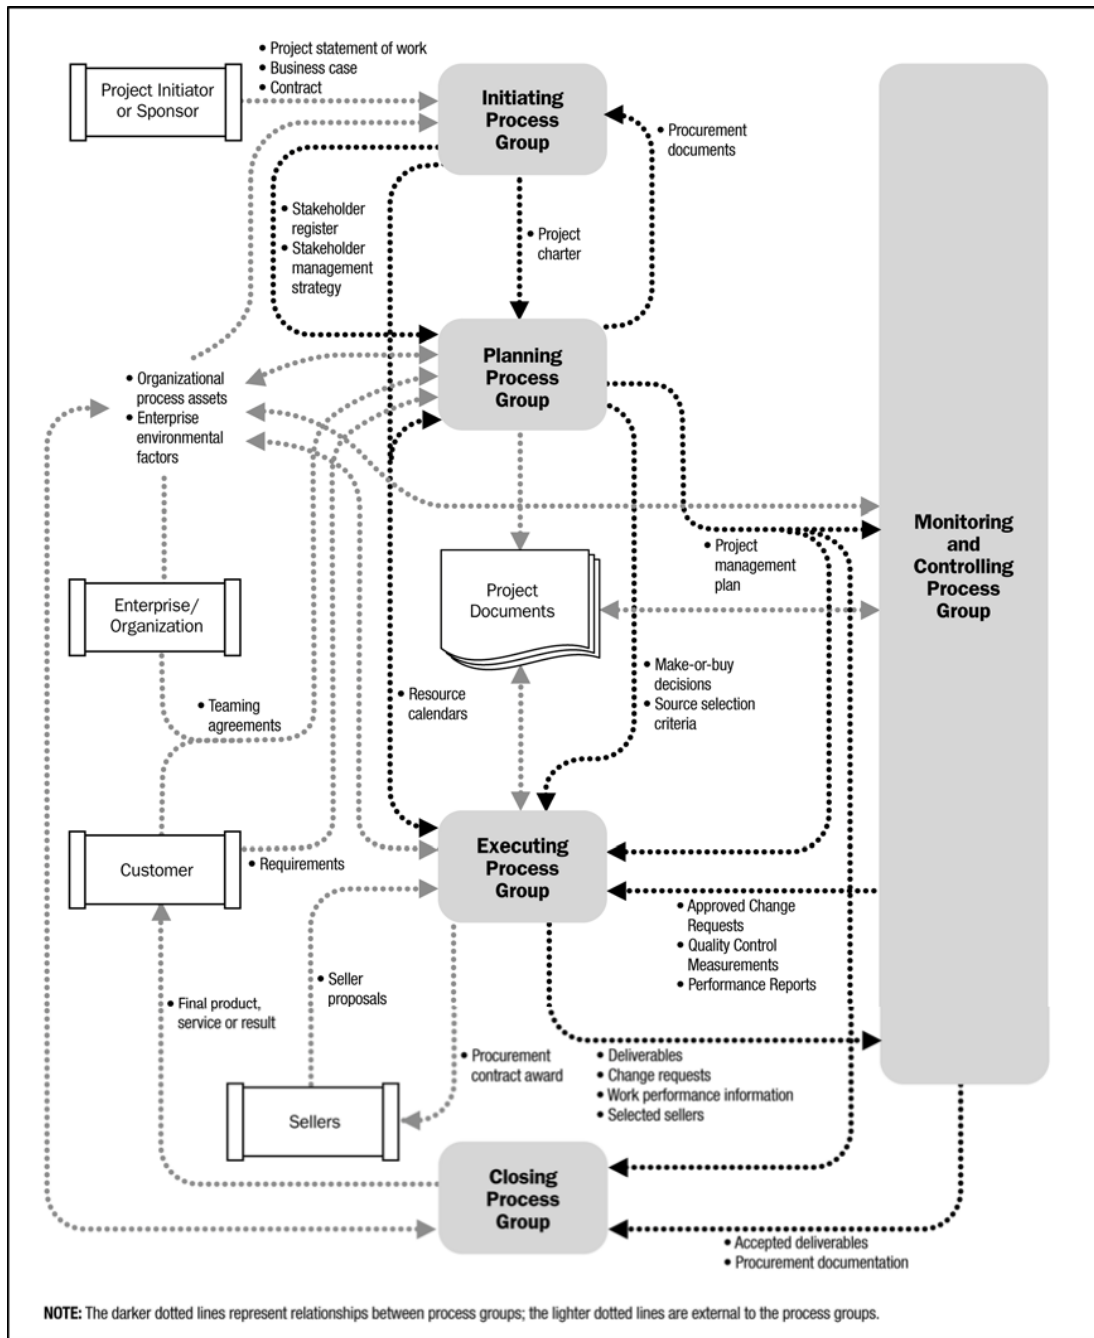 • Project statement of work
• Business case
• Contract
Project Initiator
or Sponsor
Initiating
Process
Group
• Procurement
documents
• Stakeholder
register
• Stakeholder
management
strategy
• Project
charter
Planning
Process
Group
• Organizational
process assets
• Enterprise
environmental
factors
Monitoring
and
Controlling
Process
Group
• Project
management
plan
Project
Documents
Enterprise/
Organization
• Teaming
agreements
• Resource
calendars
• Make-or-buy
decisions
• Source selection
criteria
Customer
• Requirements
Executing
Process
Group
• Approved Change
Requests
• Quality Control
Measurements
• Performance Reports
• Seller
proposals
• Final product,
service or result
• Procurement
contract award
• Deliverables
• Change requests
• Work performance information
• Selected sellers
Sellers
Closing
Process
Group
• Accepted deliverables
• Procurement documentation
NOTE: The darker dotted lines represent relationships between process groups; the lighter dotted lines are external to the process groups.